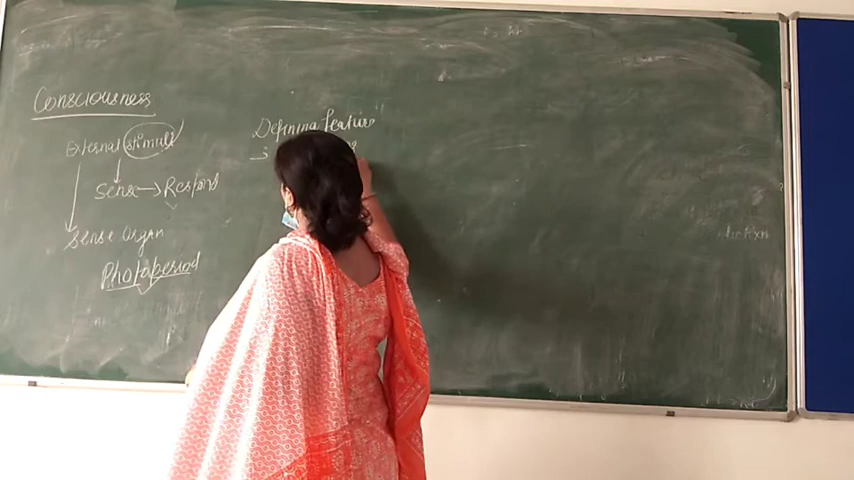 Consciousness
External stimuli
Sense → Respond
Sense Organ
Photoperiod
Defining feature